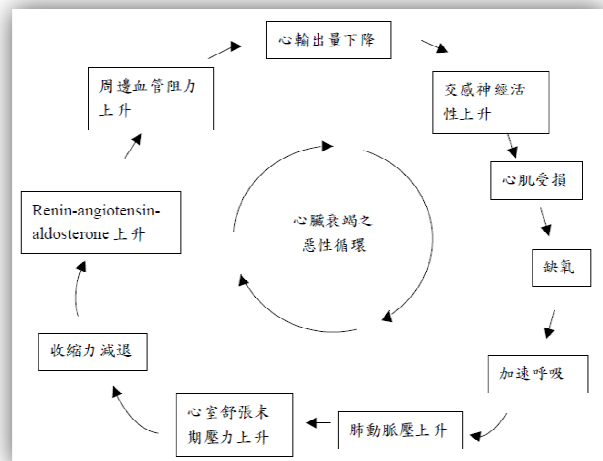 心輸出量下降
交感神經活
性上升
心肌受損
缺氧
加速呼吸
肺動脈壓上升
心室舒張末
期壓力上升
收縮力減退
Renin-angiotensin-
aldosterone 上升
周邊血管阻力
上升
心臟衰竭之
惡性循環